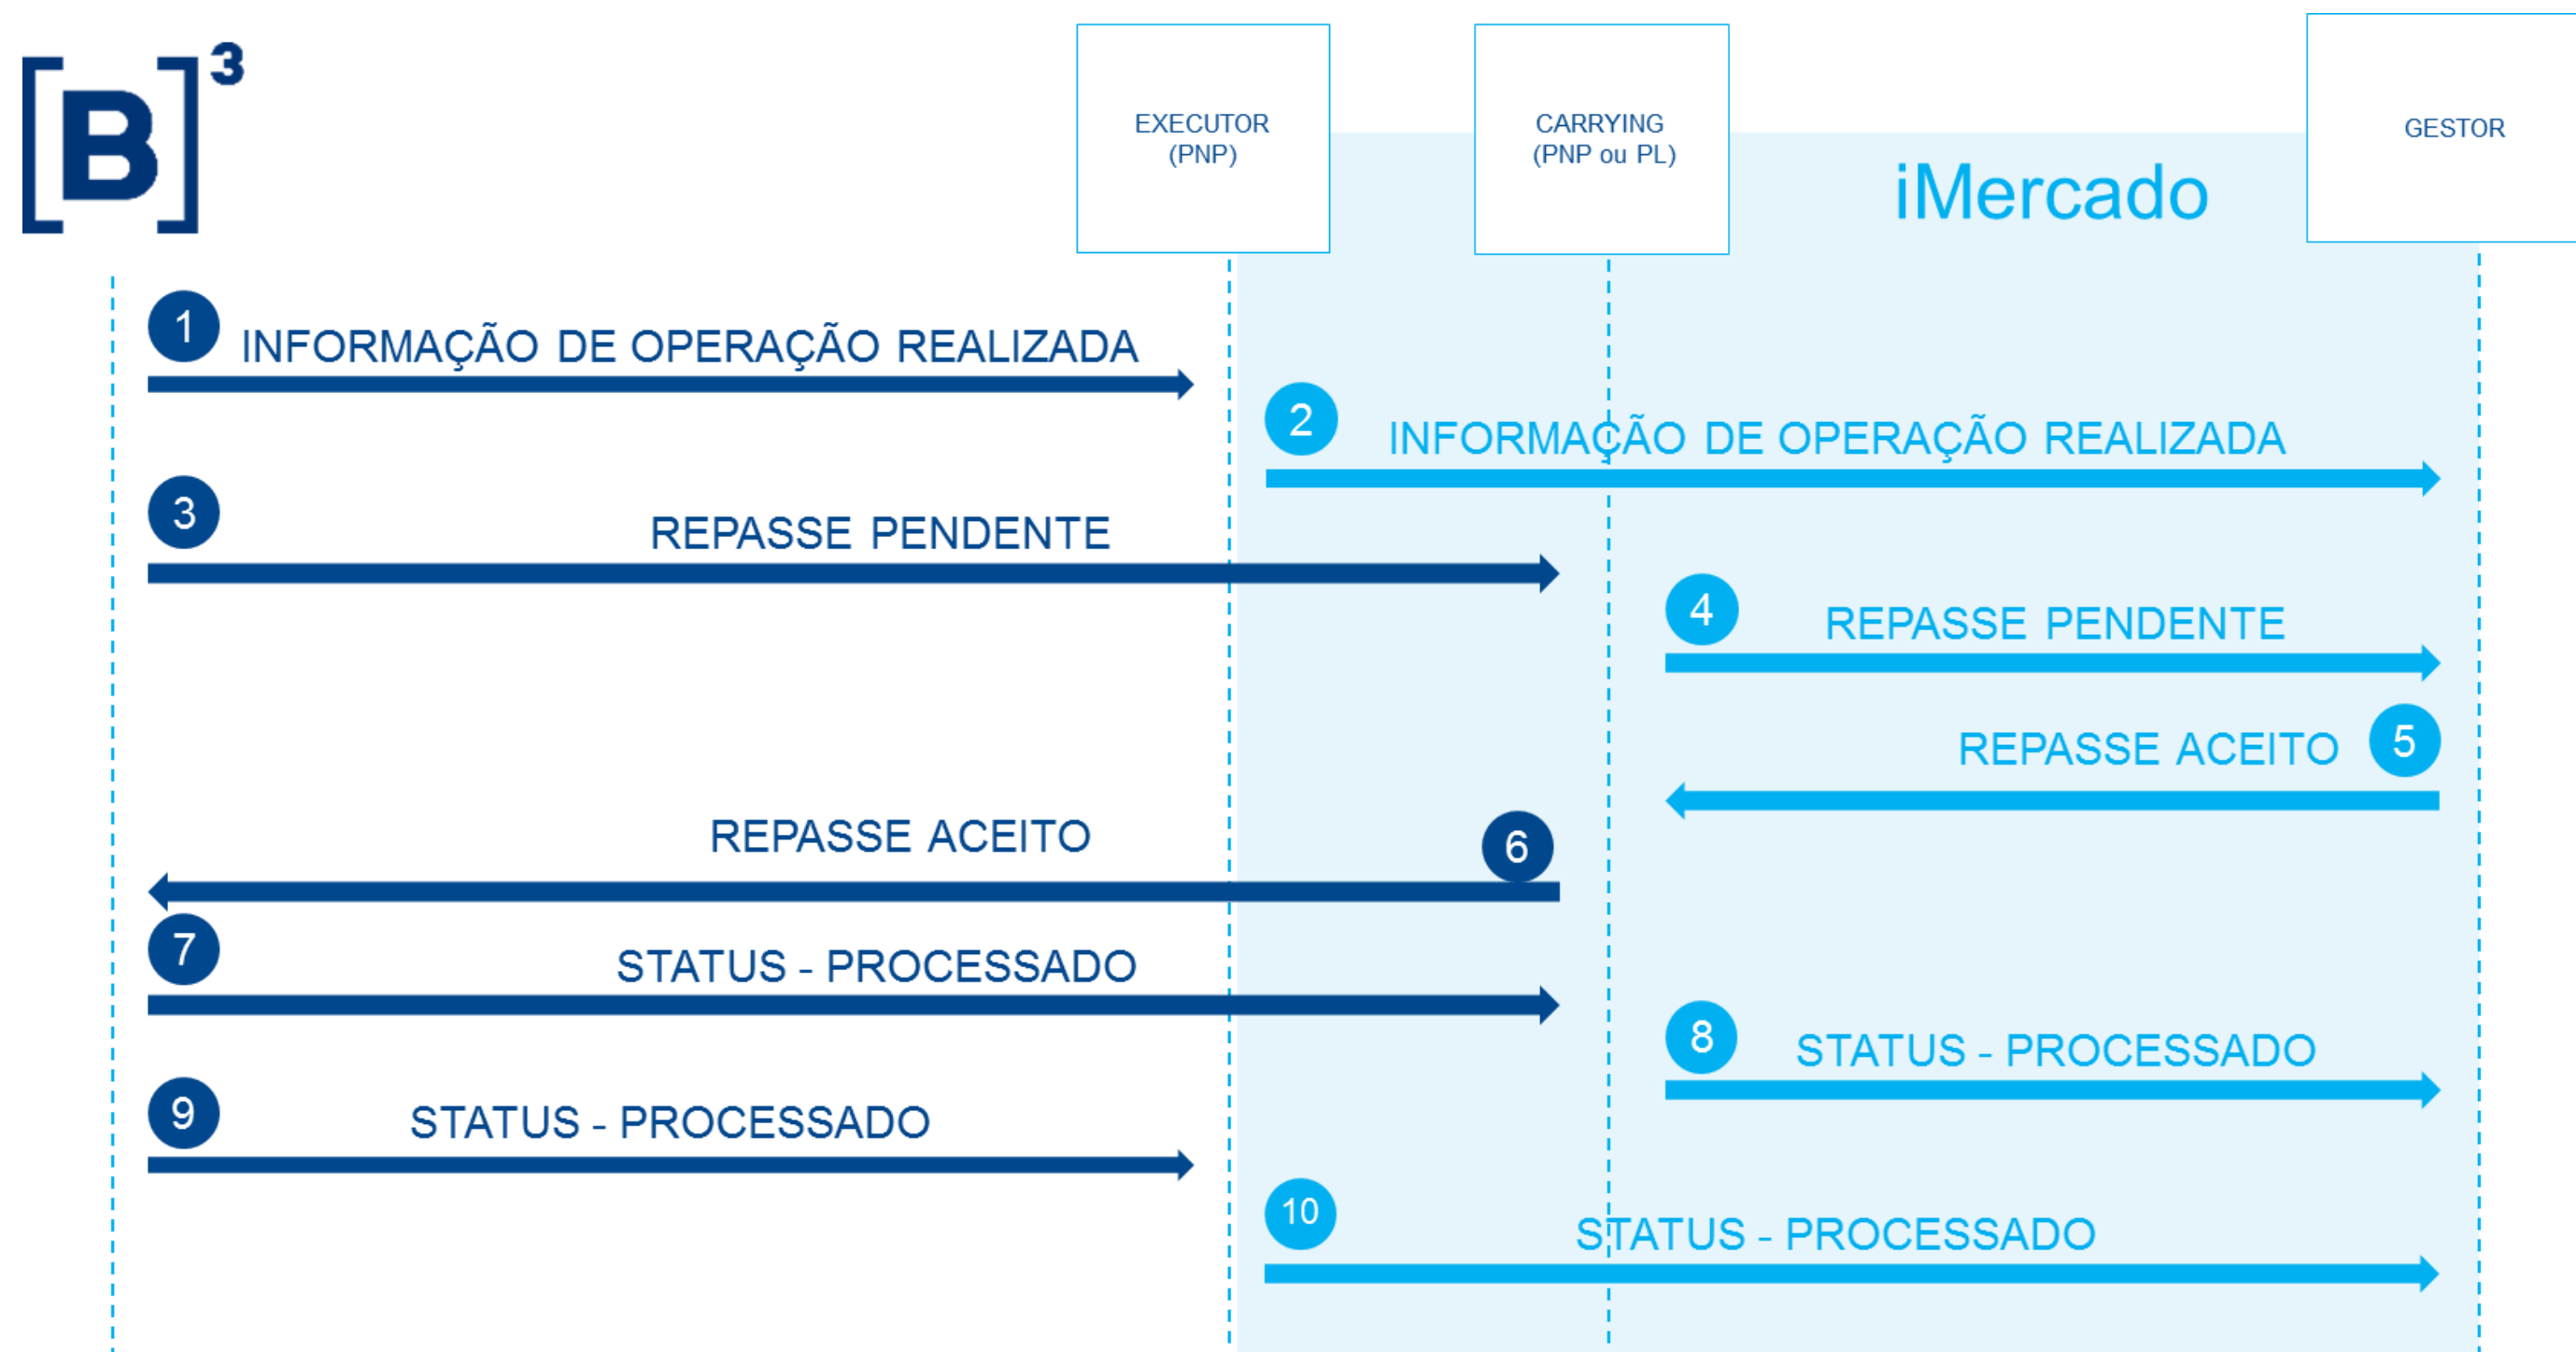 [B]³
EXECUTOR
(PNP)
CARRYING
(PNP ou PL)
GESTOR
iMercado
1
INFORMAÇÃO DE OPERAÇÃO REALIZADA
2
INFORMAÇÃO DE OPERAÇÃO REALIZADA
3
REPASSE PENDENTE
4
REPASSE PENDENTE
REPASSE ACEITO
5
REPASSE ACEITO
6
7
STATUS - PROCESSADO
8
STATUS - PROCESSADO
9
STATUS - PROCESSADO
10
STATUS - PROCESSADO